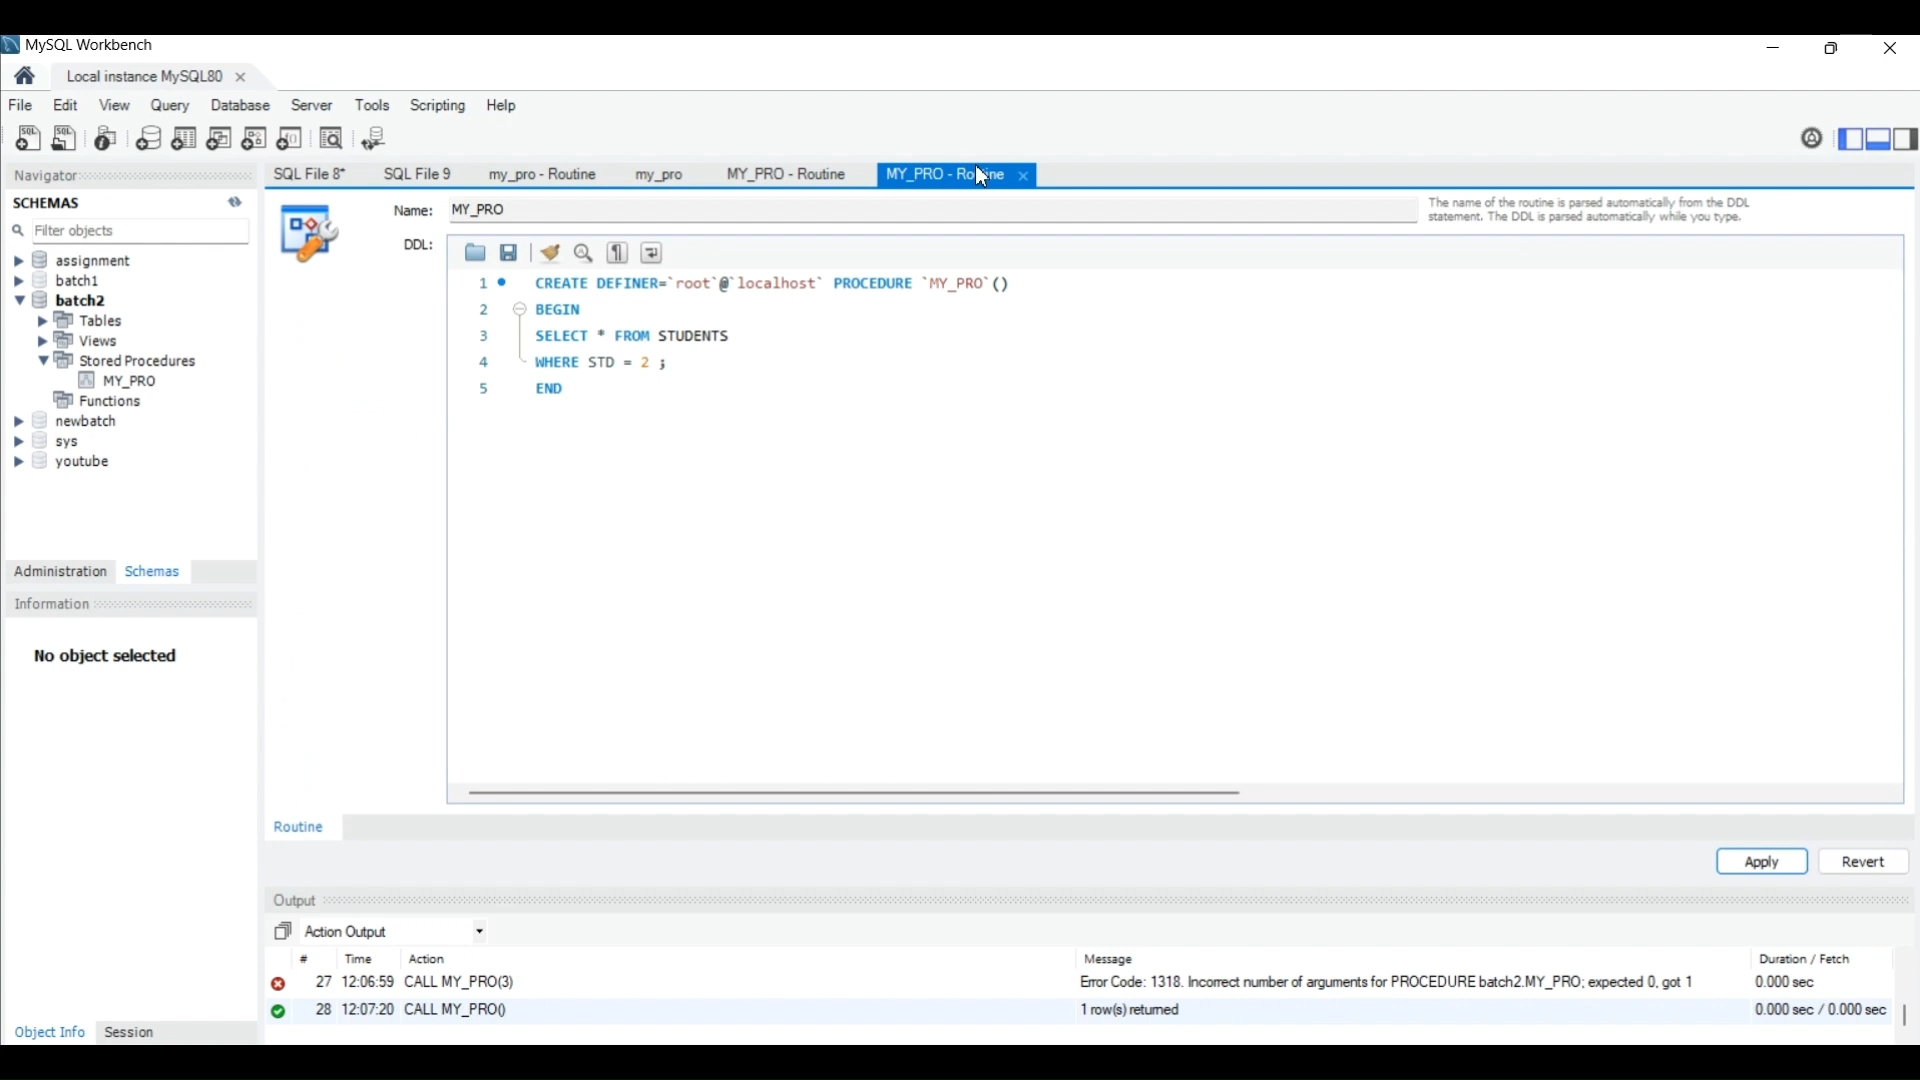 MySQL Workbench
Local instance MySQL80
File Edit View Query Database Server Tools Scripting Help
Navigator
SCHEMAS
Filter objects
assignment
batch1
batch2
Tables
Views
Stored Procedures
MY_PRO
Functions
newbatch
sys
youtube
Administration Schemas
Information
No object selected
Object Info Session
SQL File 8* SQL File 9 my_pro - Routine my_pro MY_PRO - Routine MY_PRO - Routine
Name: MY_PRO
The name of the routine is parsed automatically from the DDL
statement. The DDL is parsed automatically while you type.
DDL:
1 CREATE DEFINER=`root`@`localhost` PROCEDURE `MY_PRO`()
2 BEGIN
3 SELECT * FROM STUDENTS
4 WHERE STD = 2 ;
5 END
Routine
Apply Revert
Output
Action Output
# Time Action Message Duration / Fetch
27 12:06:59 CALL MY_PRO(3) Error Code: 1318. Incorrect number of arguments for PROCEDURE batch2.MY_PRO; expected 0, got 1 0.000 sec
28 12:07:20 CALL MY_PRO() 1 row(s) returned 0.000 sec / 0.000 sec